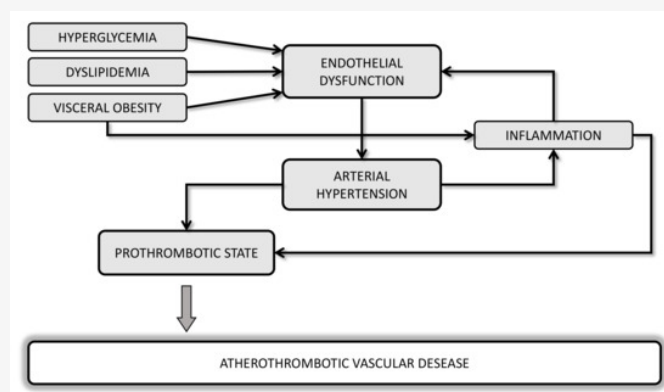 HYPERGLYCEMIA
DYSLIPIDEMIA
VISCERAL OBESITY
ENDOTHELIAL
DYSFUNCTION
INFLAMMATION
ARTERIAL
HYPERTENSION
PROTHROMBOTIC STATE
ATHEROTHROMBOTIC VASCULAR DESEASE